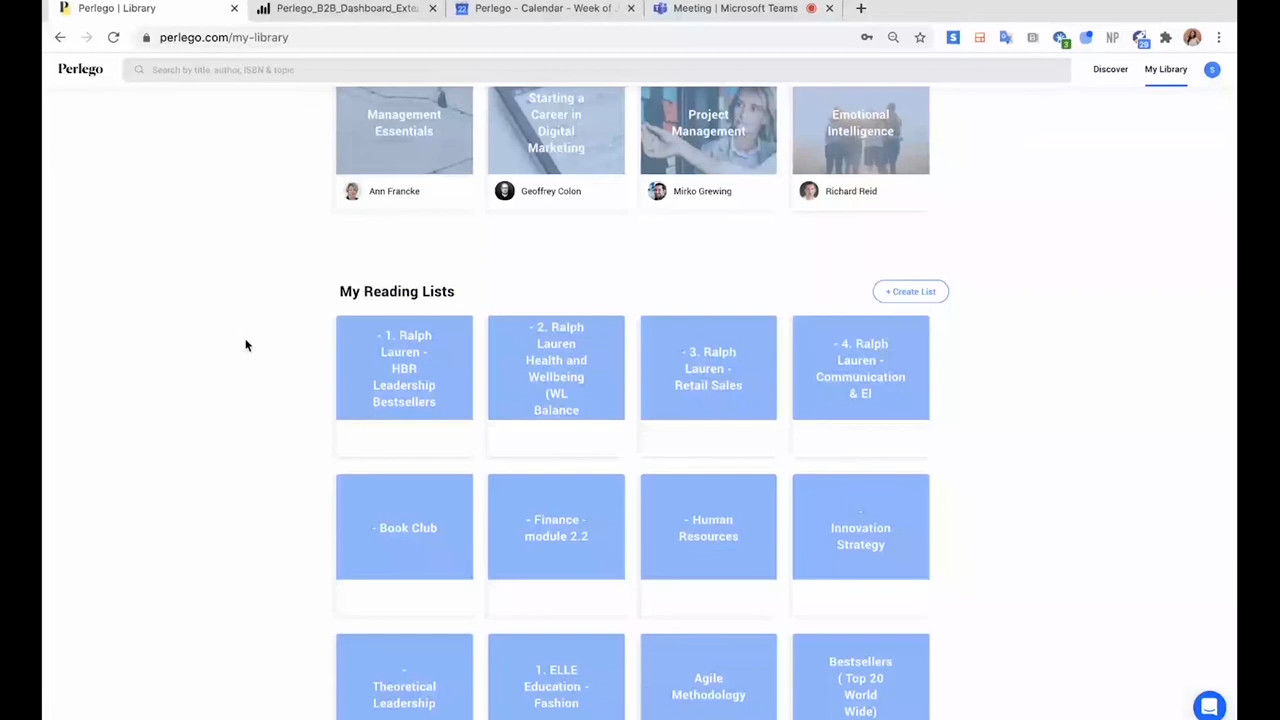 Perlego | Library
Perlego_B2B_Dashboard_Exte
Perlego - Calendar - Week of J
Meeting | Microsoft Teams
perlego.com/my-library
NP
3
29
Perlego
Search by title, author, ISBN & topic
Discover
My Library
S
Management
Essentials
Starting a
Career in
Digital
Marketing
Project
Management
Emotional
Intelligence
Ann Francke
Geoffrey Colon
Mirko Grewing
Richard Reid
My Reading Lists
+ Create List
- 1. Ralph
Lauren -
HBR
Leadership
Bestsellers
- 2. Ralph
Lauren
Health and
Wellbeing
(WL
Balance
- 3. Ralph
Lauren -
Retail Sales
- 4. Ralph
Lauren -
Communication
& EI
- Book Club
- Finance -
module 2.2
- Human
Resources
-
Innovation
Strategy
-
Theoretical
Leadership
1. ELLE
Education -
Fashion
Agile
Methodology
Bestsellers
( Top 20
World
Wide)